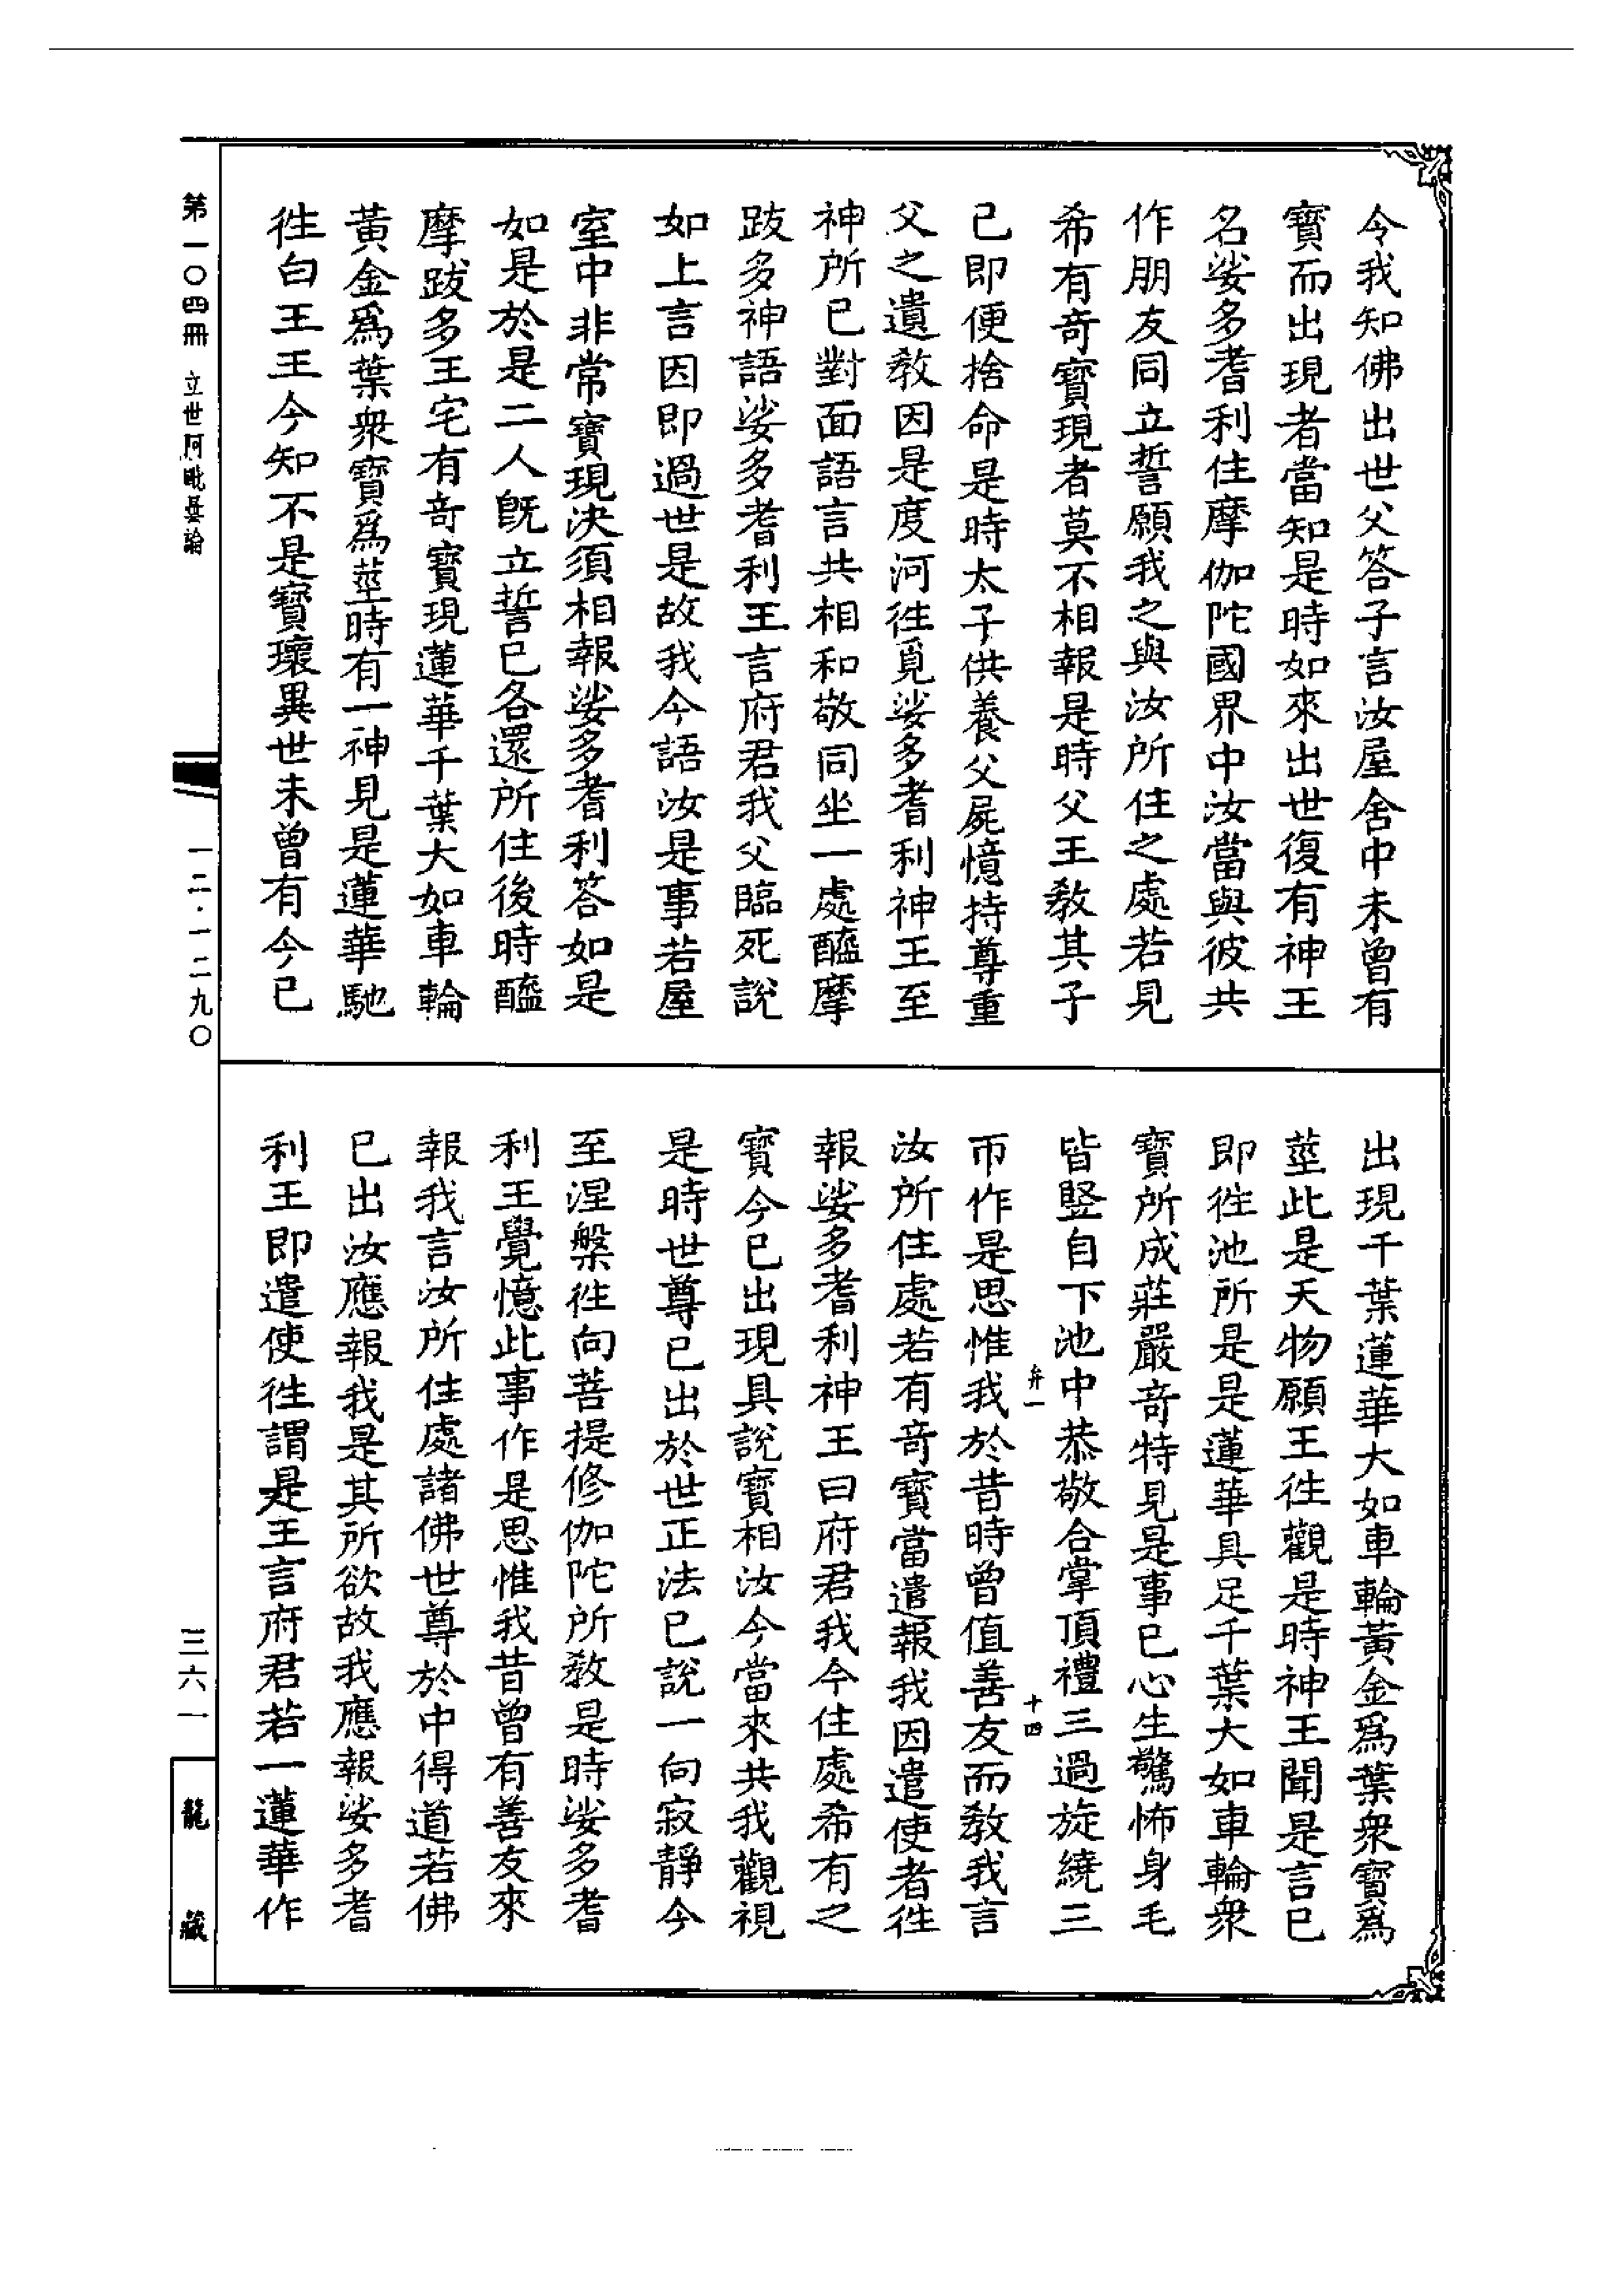 令我知佛出世父答子言汝屋舍中未曾有
寶而出現者當知是時如來出世復有神王
名娑多耆利住摩伽陀國界中汝當與彼共
作朋友同立誓願我之與汝所住之處若見
希有奇寶現者莫不相報是時父王教其子
已即便捨命是時太子供養父屍憶持尊重
父之遺教因是度河徃覓娑多耆利神王至
神所已對面語言共相和敬同坐一處醯摩
跋多神語娑多耆利王言府君我父臨死說
如上言因即過世是故我今語汝是事若屋
室中非常寶現決須相報娑多耆利答如是
如是於是二人旣立誓已各還所住後時醯
摩跋多王宅有奇寶現蓮華千葉大如車輪
黃金爲葉衆寶爲莖時有一神見是蓮華馳
徃白王王今知不是寶瓌異世未曾有今已
出現千葉蓮華大如車輪黃金爲葉衆寶爲
莖此是天物願王徃觀是時神王聞是言已
即徃池所是是蓮華具足千葉大如車輪衆
寶所成莊嚴奇特見是事已心生驚怖身毛
皆豎自下池中恭敬合掌頂禮三過旋繞三
弁一 十四
帀作是思惟我於昔時曾值善友而教我言
汝所住處若有奇寶當遣報我因遣使者徃
報娑多耆利神王曰府君我今住處希有之
寶今已出現具說寶相汝今當來共我觀視
是時世尊已出於世正法已說一向寂靜今
至涅槃徃向菩提修伽陀所教是時娑多耆
利王覺憶此事作是思惟我昔曾有善友來
報我言汝所住處諸佛世尊於中得道若佛
已出汝應報我是其所欲故我應報娑多耆
利王即遣使徃謂是王言府君若一蓮華作
第一〇四冊 立世阿毗曇論
一二·一二九〇
三六一
龍藏